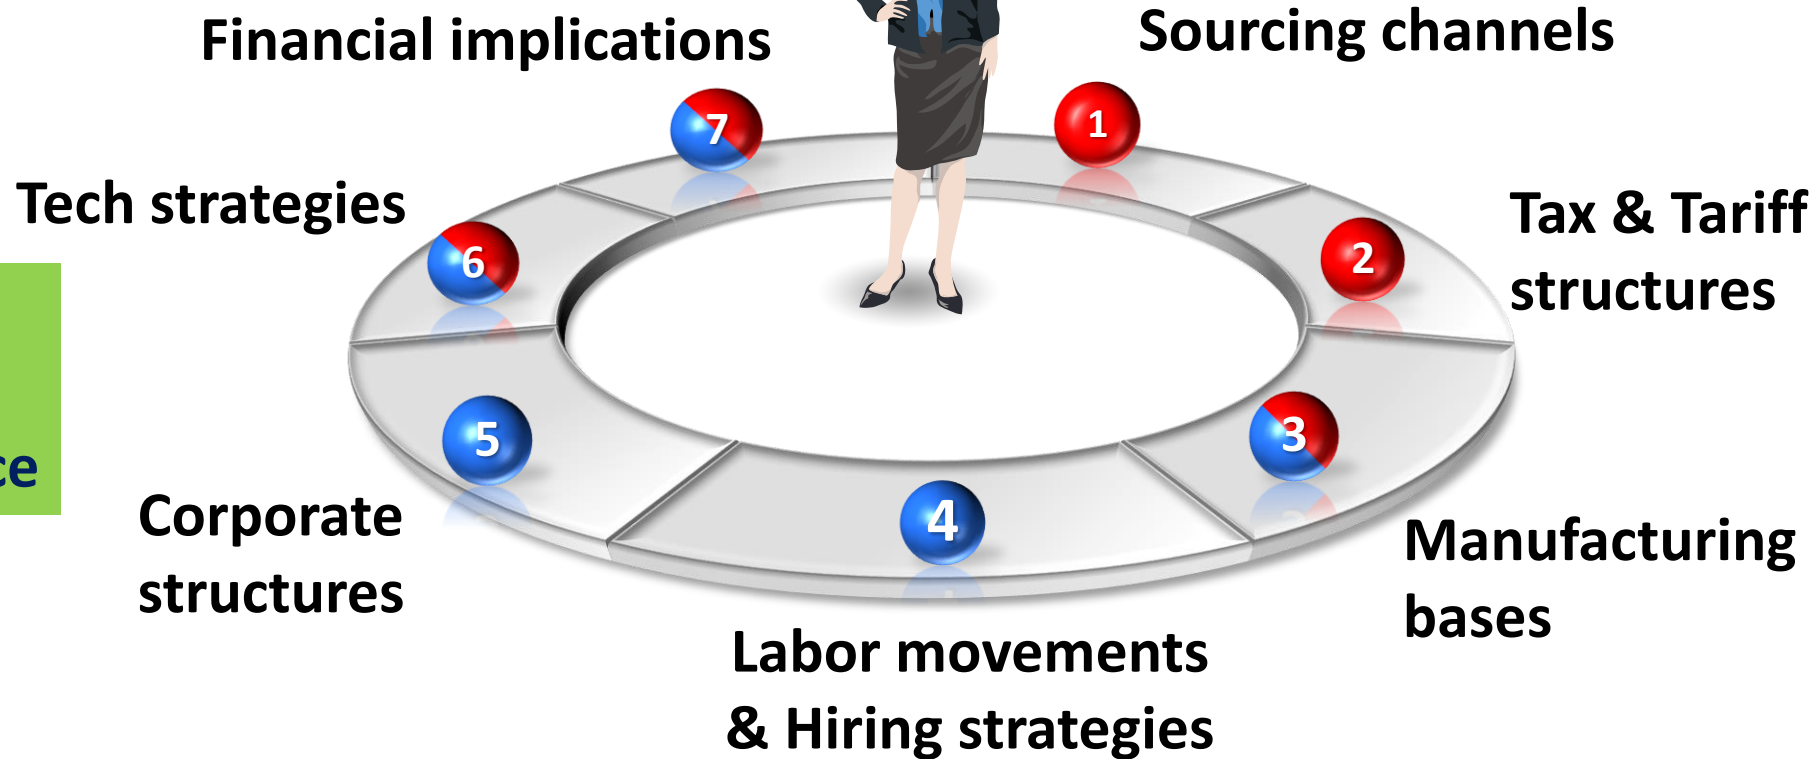 Financial implications
Sourcing channels
7
1
Tech strategies
Tax & Tariff
structures
6
2
5
3
4
Corporate
structures
Manufacturing
bases
Labor movements
& Hiring strategies